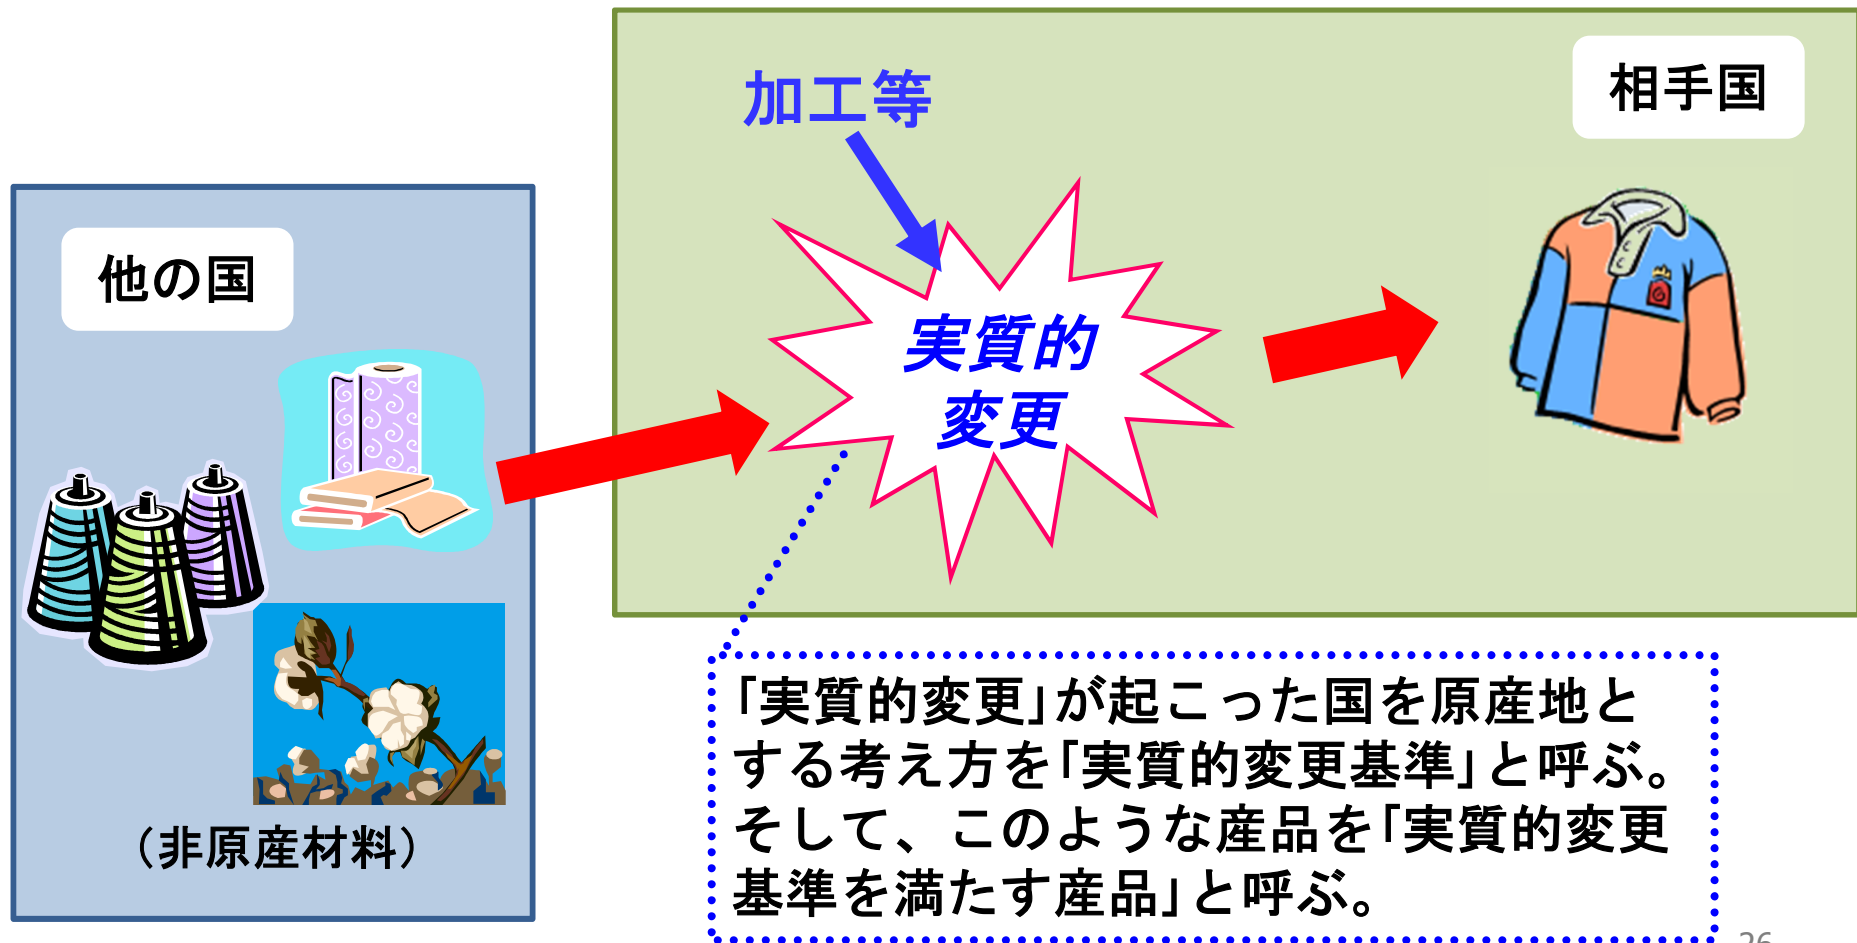 加工等
相手国
他の国
実質的
変更
（非原産材料）
「実質的変更」が起こった国を原産地と
する考え方を「実質的変更基準」と呼ぶ。
そして、このような産品を「実質的変更
基準を満たす産品」と呼ぶ。
26